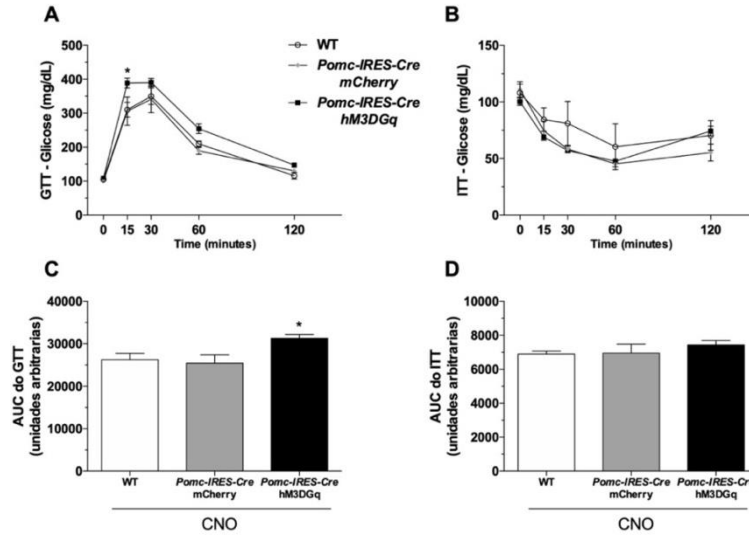 A
GTT - Glicose (mg/dL)
500
400
300
200
100
0
*
0 15 30 60 120
Time (minutes)
WT
Pomc-IRES-Cre
mCherry
Pomc-IRES-Cre
hM3DGq
B
ITT - Glicose (mg/dL)
150
100
50
0
0 15 30 60 120
Time (minutes)
C
AUC do GTT
(unidades arbitrarias)
40000
30000
20000
10000
0
*
WT
Pomc-IRES-Cre
mCherry
Pomc-IRES-Cre
hM3DGq
CNO
D
AUC do ITT
(unidades arbitrarias)
10000
8000
6000
4000
2000
0
WT
Pomc-IRES-Cre
mCherry
Pomc-IRES-Cre
hM3DGq
CNO